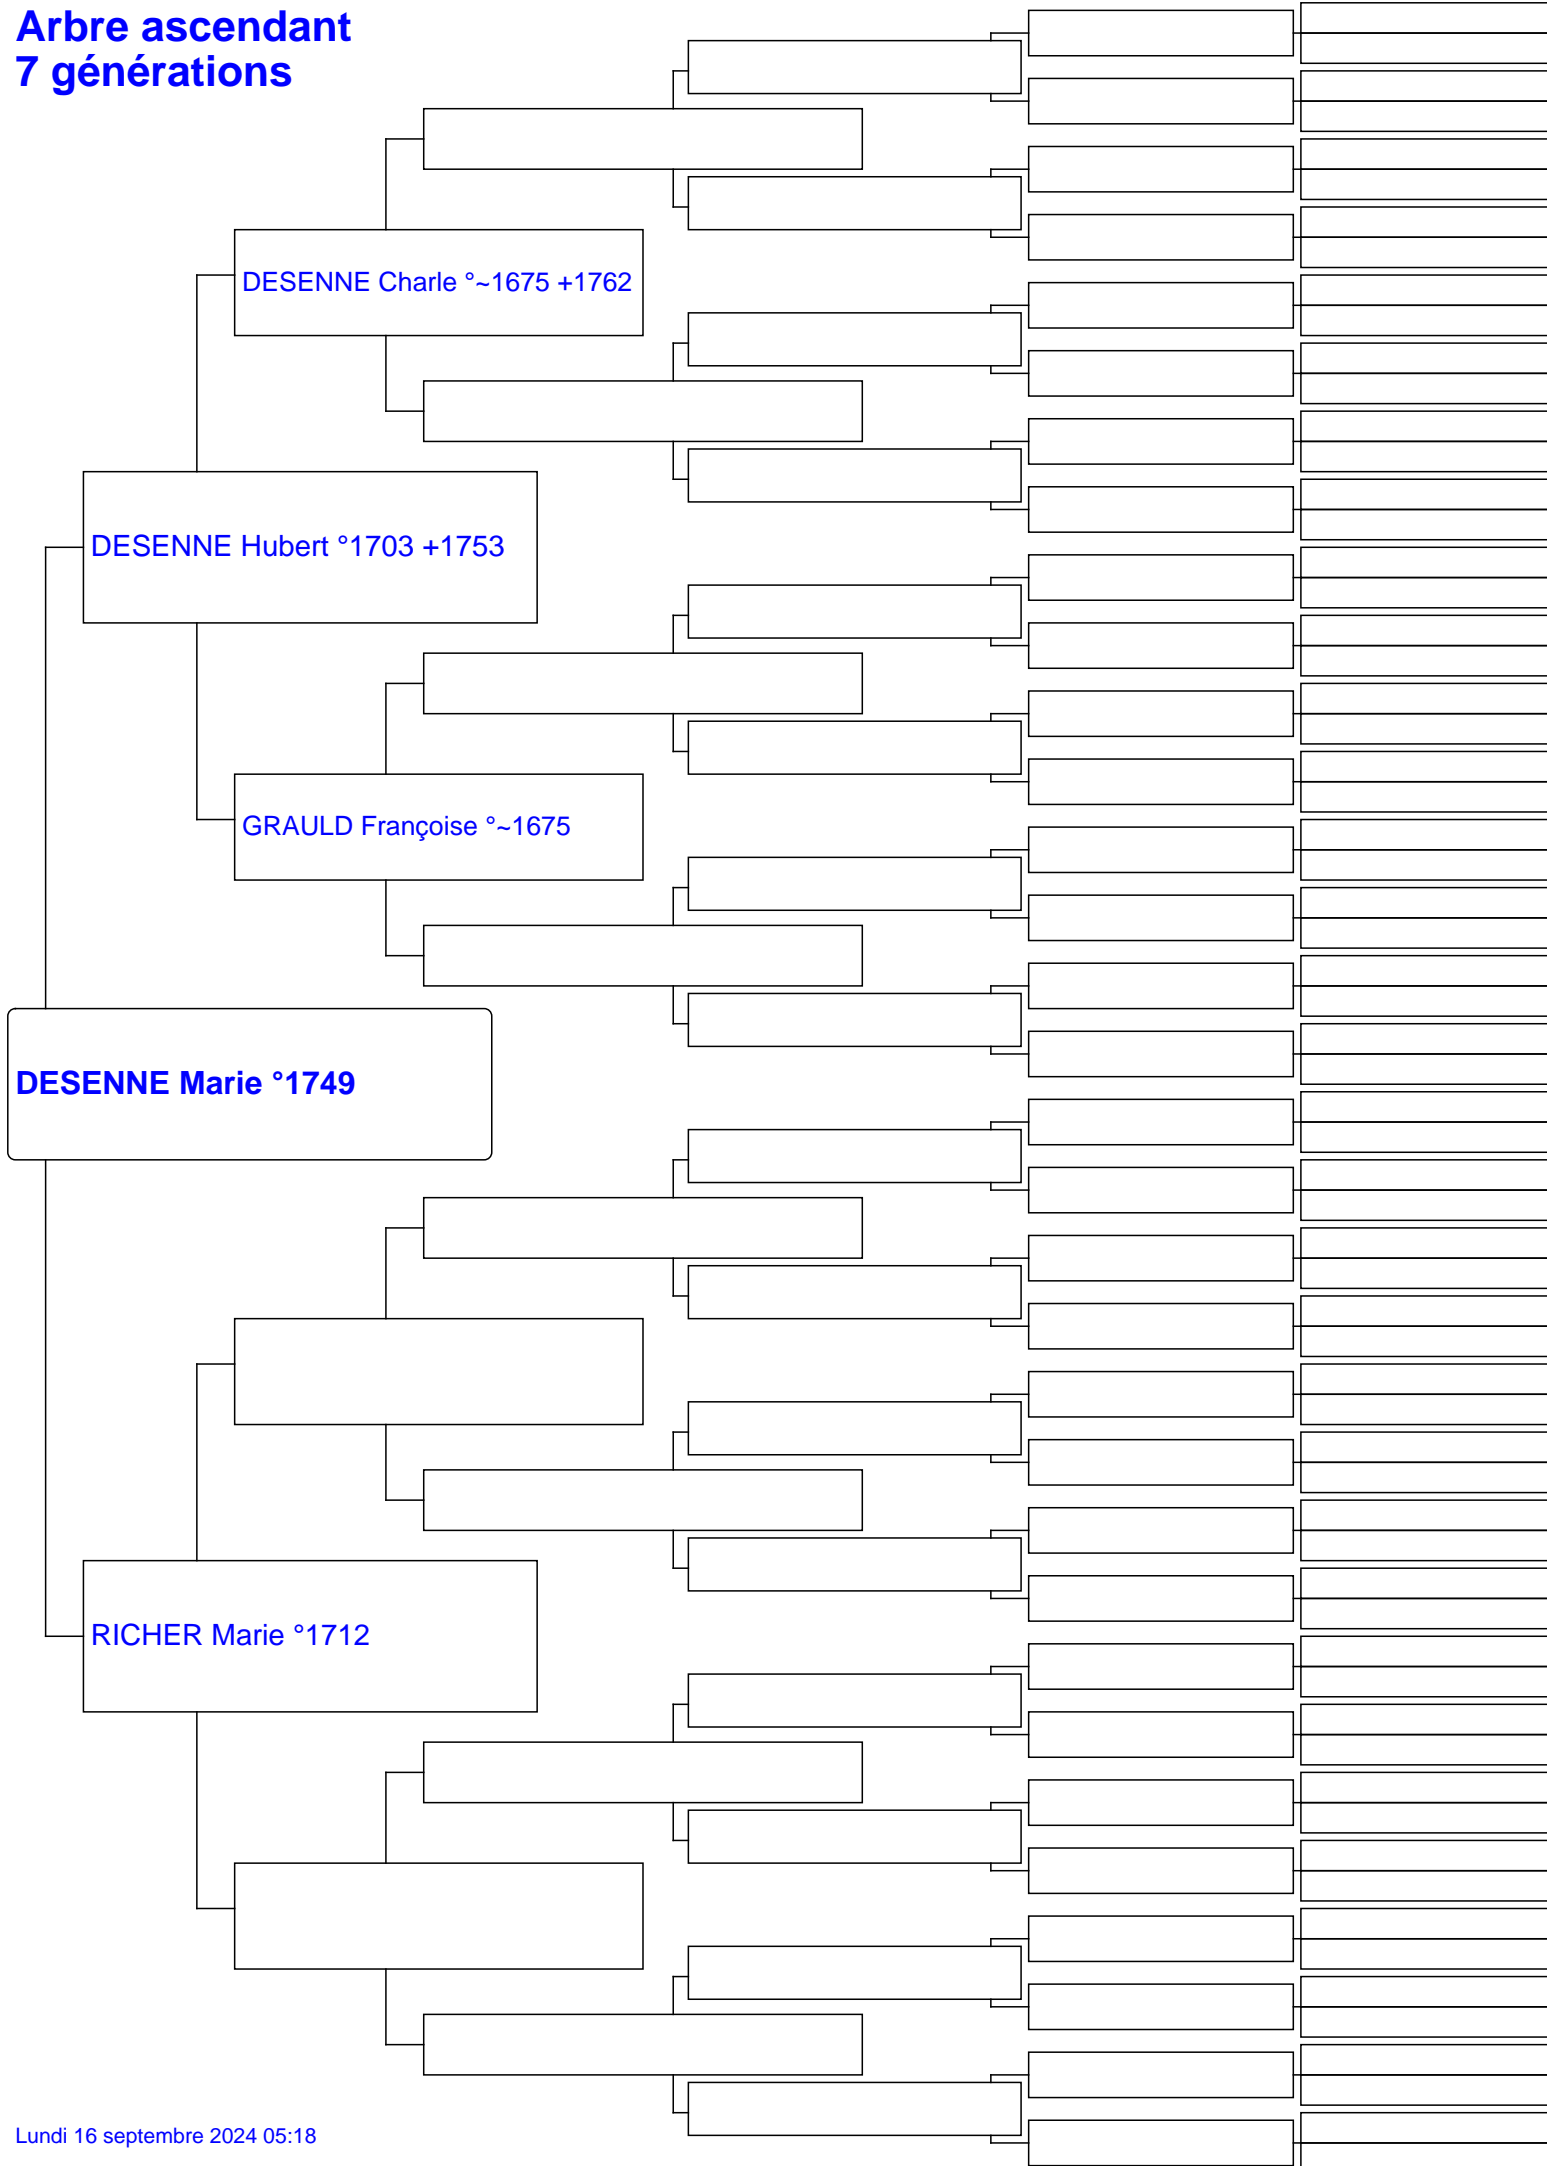 Arbre ascendant
7 générations
DESENNE Charle °~1675 +1762
DESENNE Hubert °1703 +1753
GRAULD Françoise °~1675
DESENNE Marie °1749
RICHER Marie °1712
Lundi 16 septembre 2024 05:18